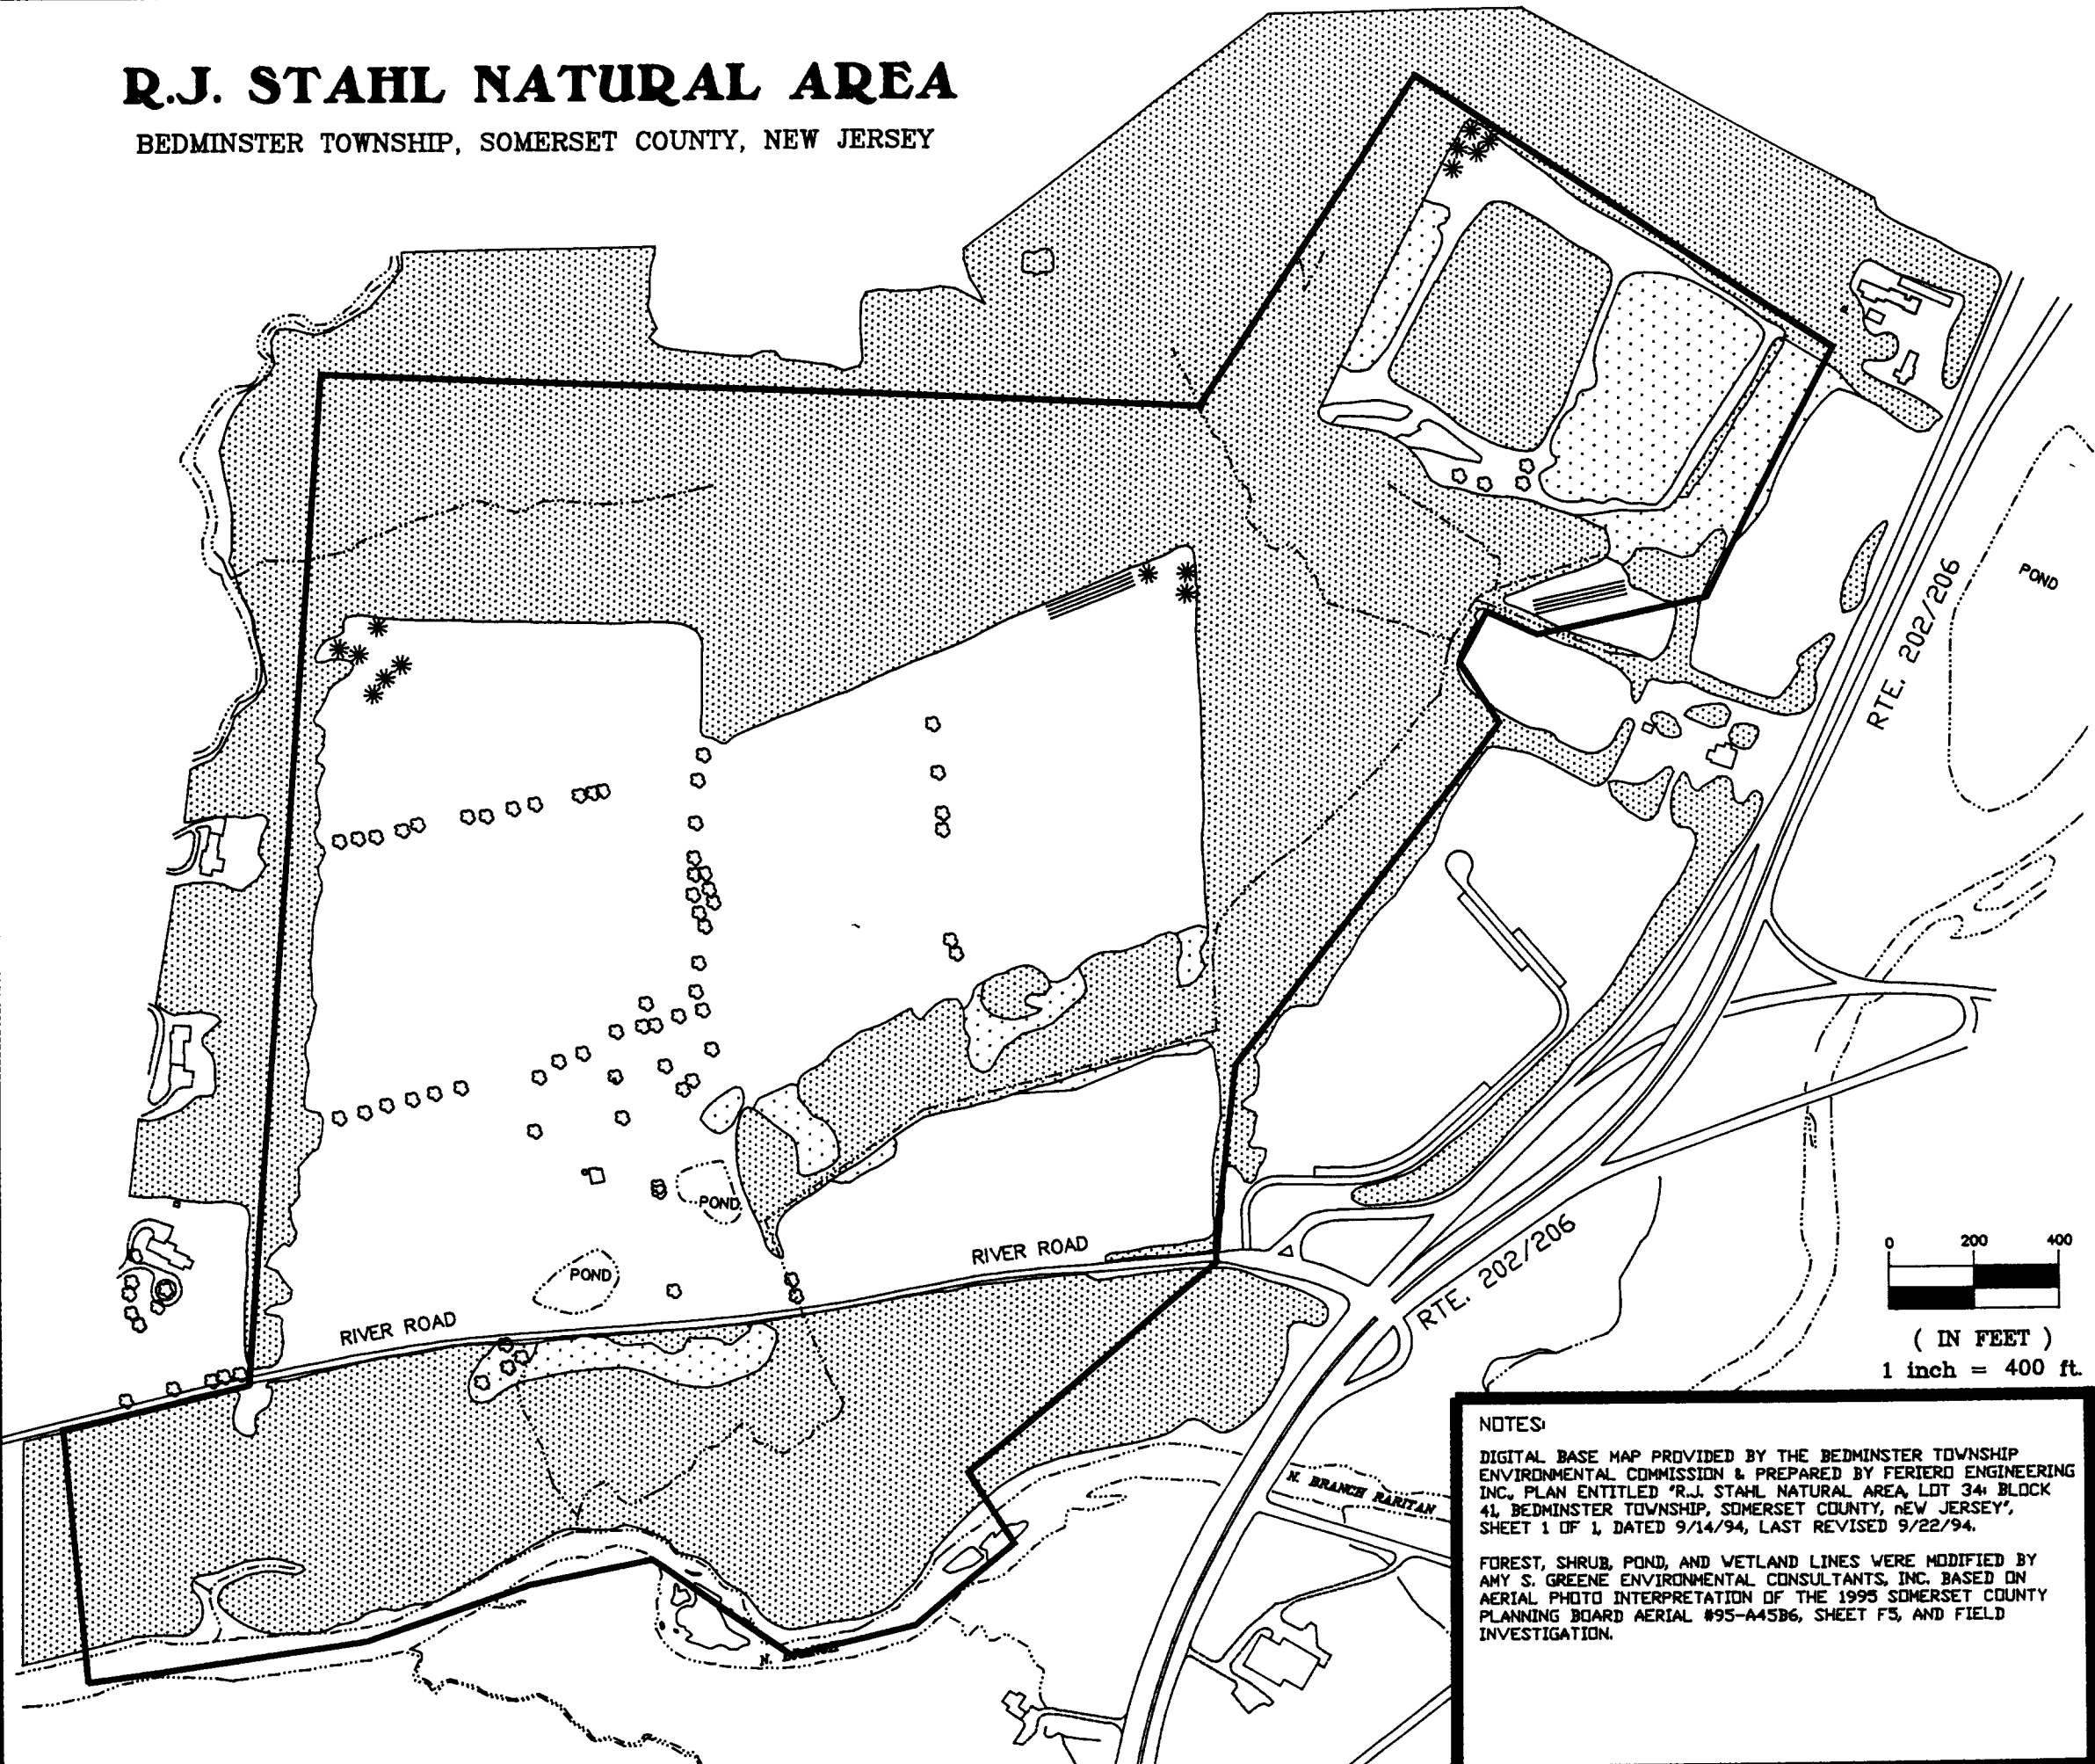 R.J. STAHL NATURAL AREA
BEDMINSTER TOWNSHIP, SOMERSET COUNTY, NEW JERSEY
POND
RTE. 202/206
POND
POND
RIVER ROAD
RIVER ROAD
RTE. 202/206
0 200 400
( IN FEET )
1 inch = 400 ft.
N. BRANCH RARITAN
N.
NOTES:
DIGITAL BASE MAP PROVIDED BY THE BEDMINSTER TOWNSHIP
ENVIRONMENTAL COMMISSION & PREPARED BY FERIERO ENGINEERING
INC., PLAN ENTITLED "R.J. STAHL NATURAL AREA, LOT 34: BLOCK
41, BEDMINSTER TOWNSHIP, SOMERSET COUNTY, nEW JERSEY",
SHEET 1 OF 1, DATED 9/14/94, LAST REVISED 9/22/94.
FOREST, SHRUB, POND, AND WETLAND LINES WERE MODIFIED BY
AMY S. GREENE ENVIRONMENTAL CONSULTANTS, INC. BASED ON
AERIAL PHOTO INTERPRETATION OF THE 1995 SOMERSET COUNTY
PLANNING BOARD AERIAL #95-A45B6, SHEET F5, AND FIELD
INVESTIGATION.